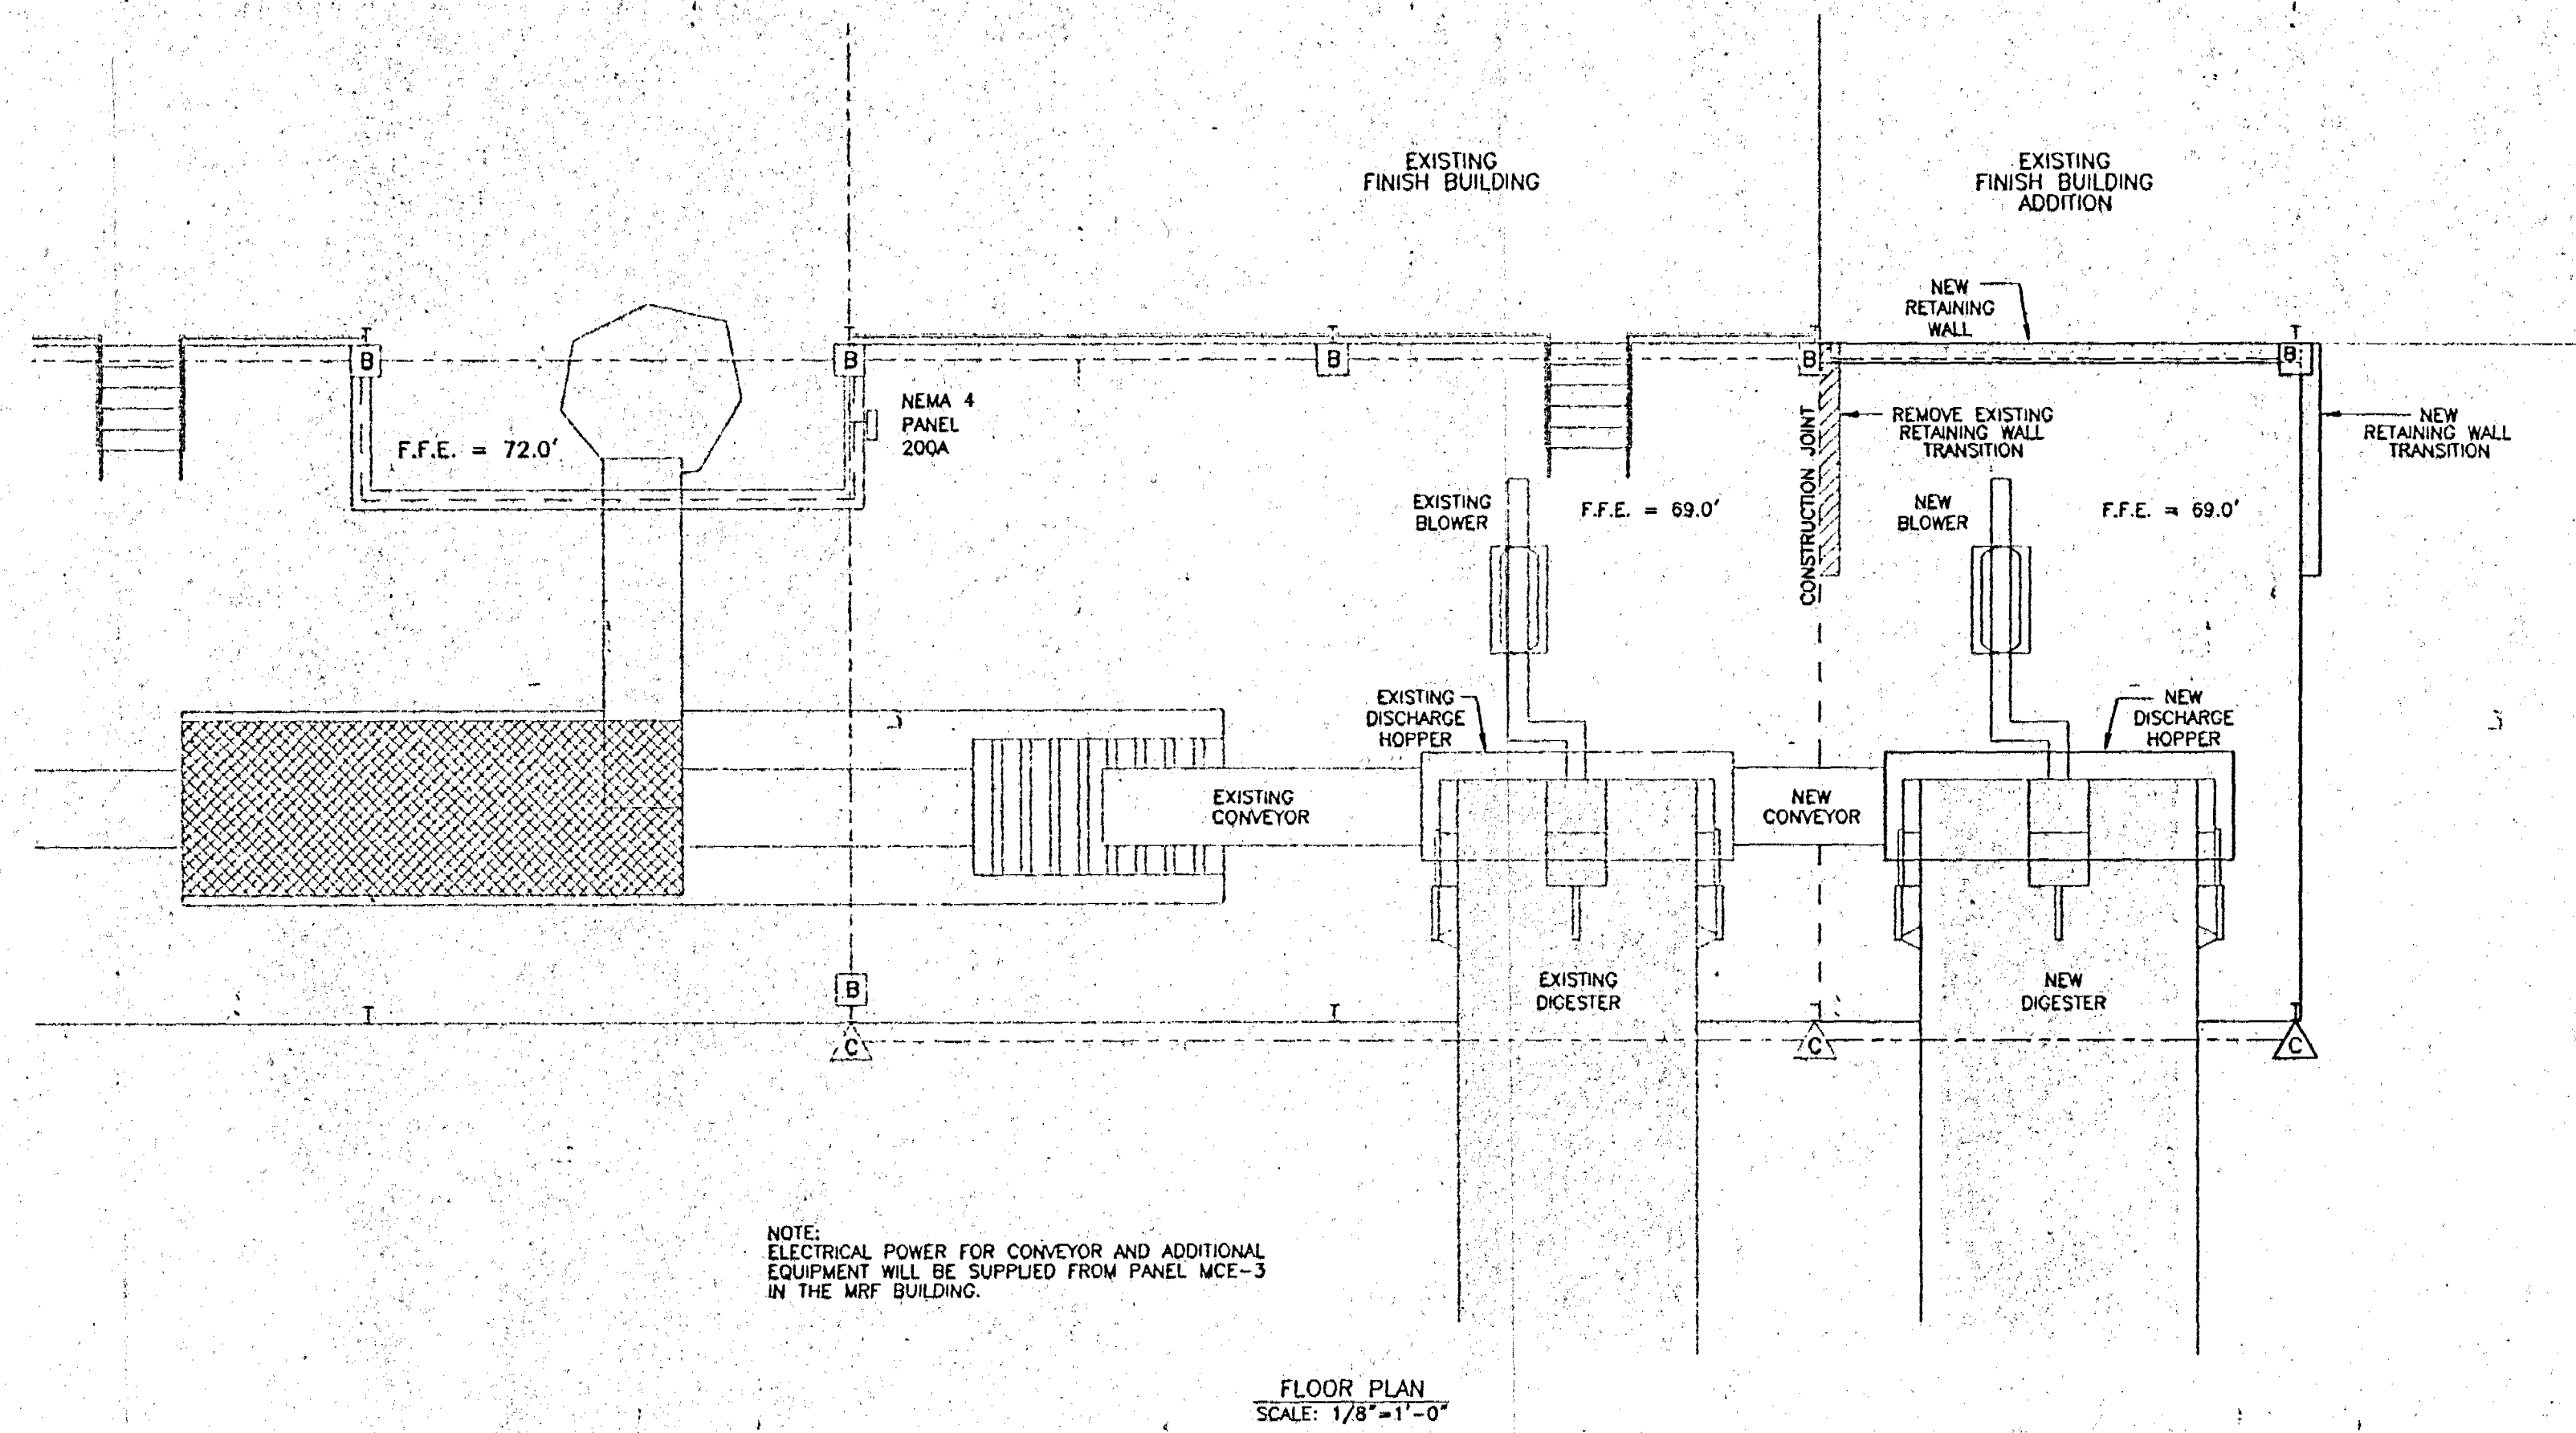 EXISTING
FINISH BUILDING
EXISTING
FINISH BUILDING
ADDITION
NEW
RETAINING
WALL
T
T
T
T
T
B
B
B
B
B
NEMA 4
PANEL
200A
F.F.E. = 72.0'
CONSTRUCTION JOINT
REMOVE EXISTING
RETAINING WALL
TRANSITION
NEW
RETAINING WALL
TRANSITION
EXISTING
BLOWER
F.F.E. = 69.0'
NEW
BLOWER
F.F.E. = 69.0'
EXISTING
DISCHARGE
HOPPER
NEW
DISCHARGE
HOPPER
EXISTING
CONVEYOR
NEW
CONVEYOR
EXISTING
DIGESTER
NEW
DIGESTER
B
T
T
T
T
T
C
C
C
NOTE:
ELECTRICAL POWER FOR CONVEYOR AND ADDITIONAL
EQUIPMENT WILL BE SUPPLIED FROM PANEL MCE-3
IN THE MRF BUILDING.
FLOOR PLAN
SCALE: 1/8"=1'-0"